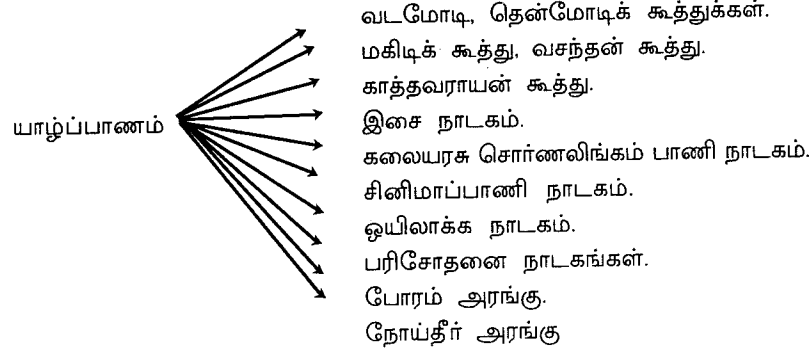 யாழ்ப்பாணம்
வடமோடி, தென்மோடிக் கூத்துக்கள்.
மகிடிக் கூத்து, வசந்தன் கூத்து.
காத்தவராயன் கூத்து.
இசை நாடகம்.
கலையரசு சொர்ணலிங்கம் பாணி நாடகம்.
சினிமாப்பாணி நாடகம்.
ஒயிலாக்க நாடகம்.
பரிசோதனை நாடகங்கள்.
போரம் அரங்கு.
நோய்தீர் அரங்கு